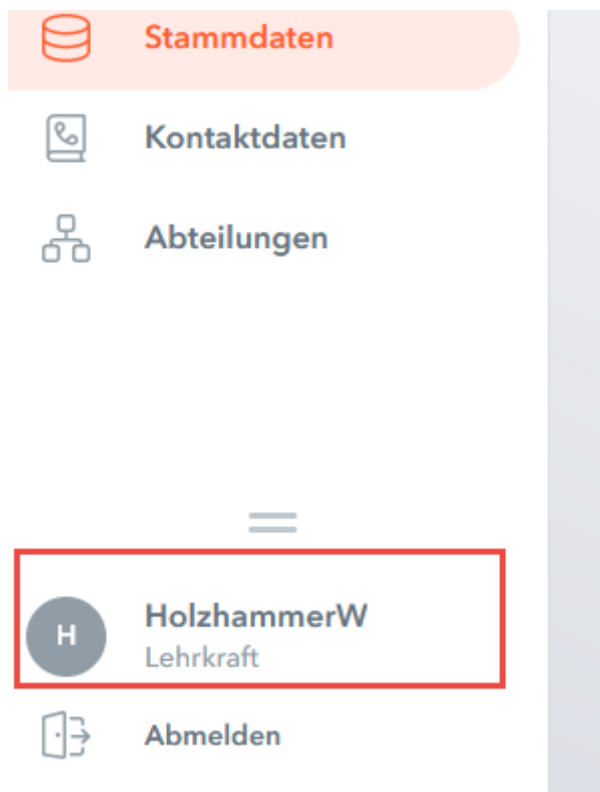 Stammdaten
Kontaktdaten
Abteilungen
H
HolzhammerW
Lehrkraft
Abmelden